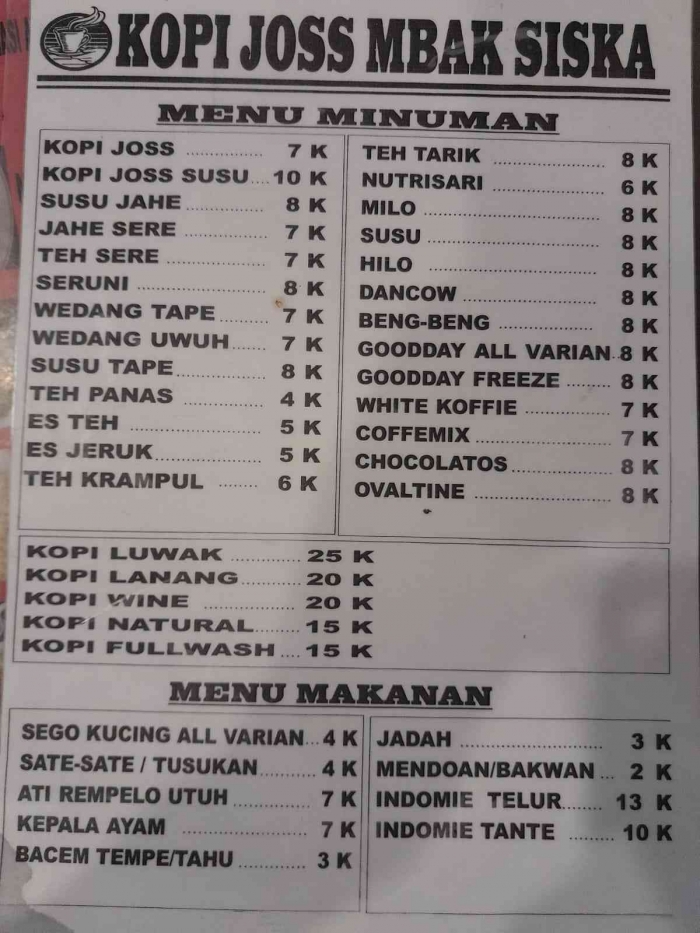 KOPI JOSS MBAK SISKA
MENU MINUMAN
KOPI JOSS 7 K
KOPI JOSS SUSU 10 K
SUSU JAHE 8 K
JAHE SERE 7 K
TEH SERE 7 K
SERUNI 8 K
WEDANG TAPE 7 K
WEDANG UWUH 7 K
SUSU TAPE 8 K
TEH PANAS 4 K
ES TEH 5 K
ES JERUK 5 K
TEH KRAMPUL 6 K
TEH TARIK 8 K
NUTRISARI 6 K
MILO 8 K
SUSU 8 K
HILO 8 K
DANCOW 8 K
BENG-BENG 8 K
GOODDAY ALL VARIAN 8 K
GOODDAY FREEZE 8 K
WHITE KOFFIE 7 K
COFFEMIX 7 K
CHOCOLATOS 8 K
OVALTINE 8 K
KOPI LUWAK 25 K
KOPI LANANG 20 K
KOPI WINE 20 K
KOPI NATURAL 15 K
KOPI FULLWASH 15 K
MENU MAKANAN
SEGO KUCING ALL VARIAN 4 K
SATE-SATE / TUSUKAN 4 K
ATI REMPELO UTUH 7 K
KEPALA AYAM 7 K
BACEM TEMPE/TAHU 3 K
JADAH 3 K
MENDOAN/BAKWAN 2 K
INDOMIE TELUR 13 K
INDOMIE TANTE 10 K